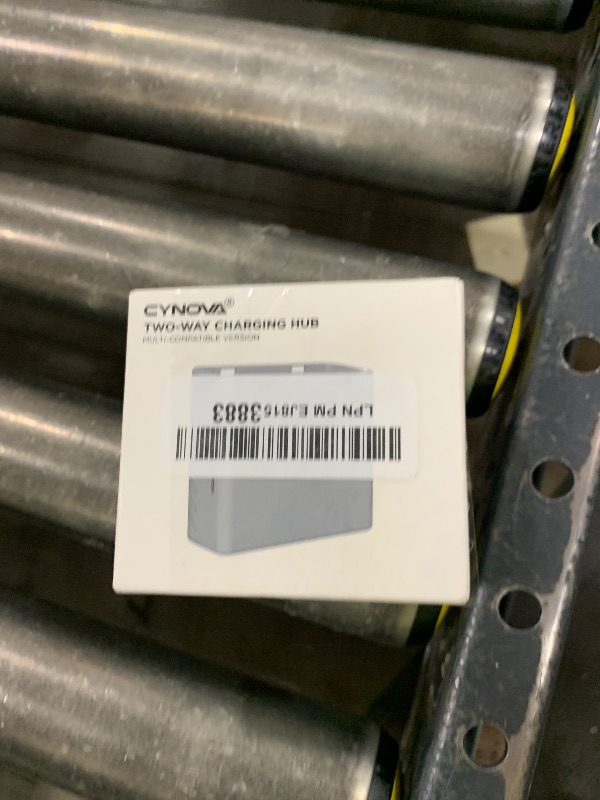 CYNOVA®
TWO-WAY CHARGING HUB
MULTI-COMPATIBLE VERSION
LPN PM EJ8153883